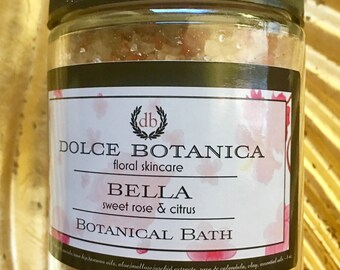 db
DOLCE BOTANICA
floral skincare
BELLA
sweet rose & citrus
BOTANICAL BATH